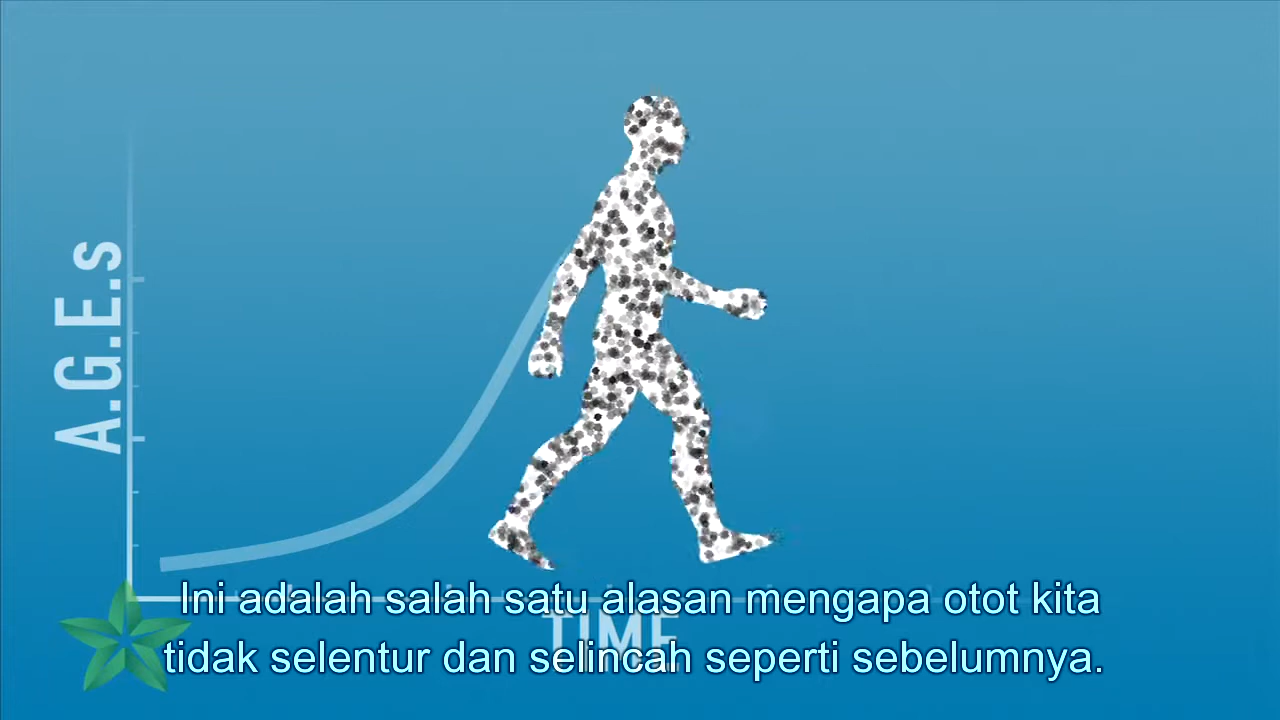 A.G.E.s
TIME
Ini adalah salah satu alasan mengapa otot kita
tidak selentur dan selincah seperti sebelumnya.